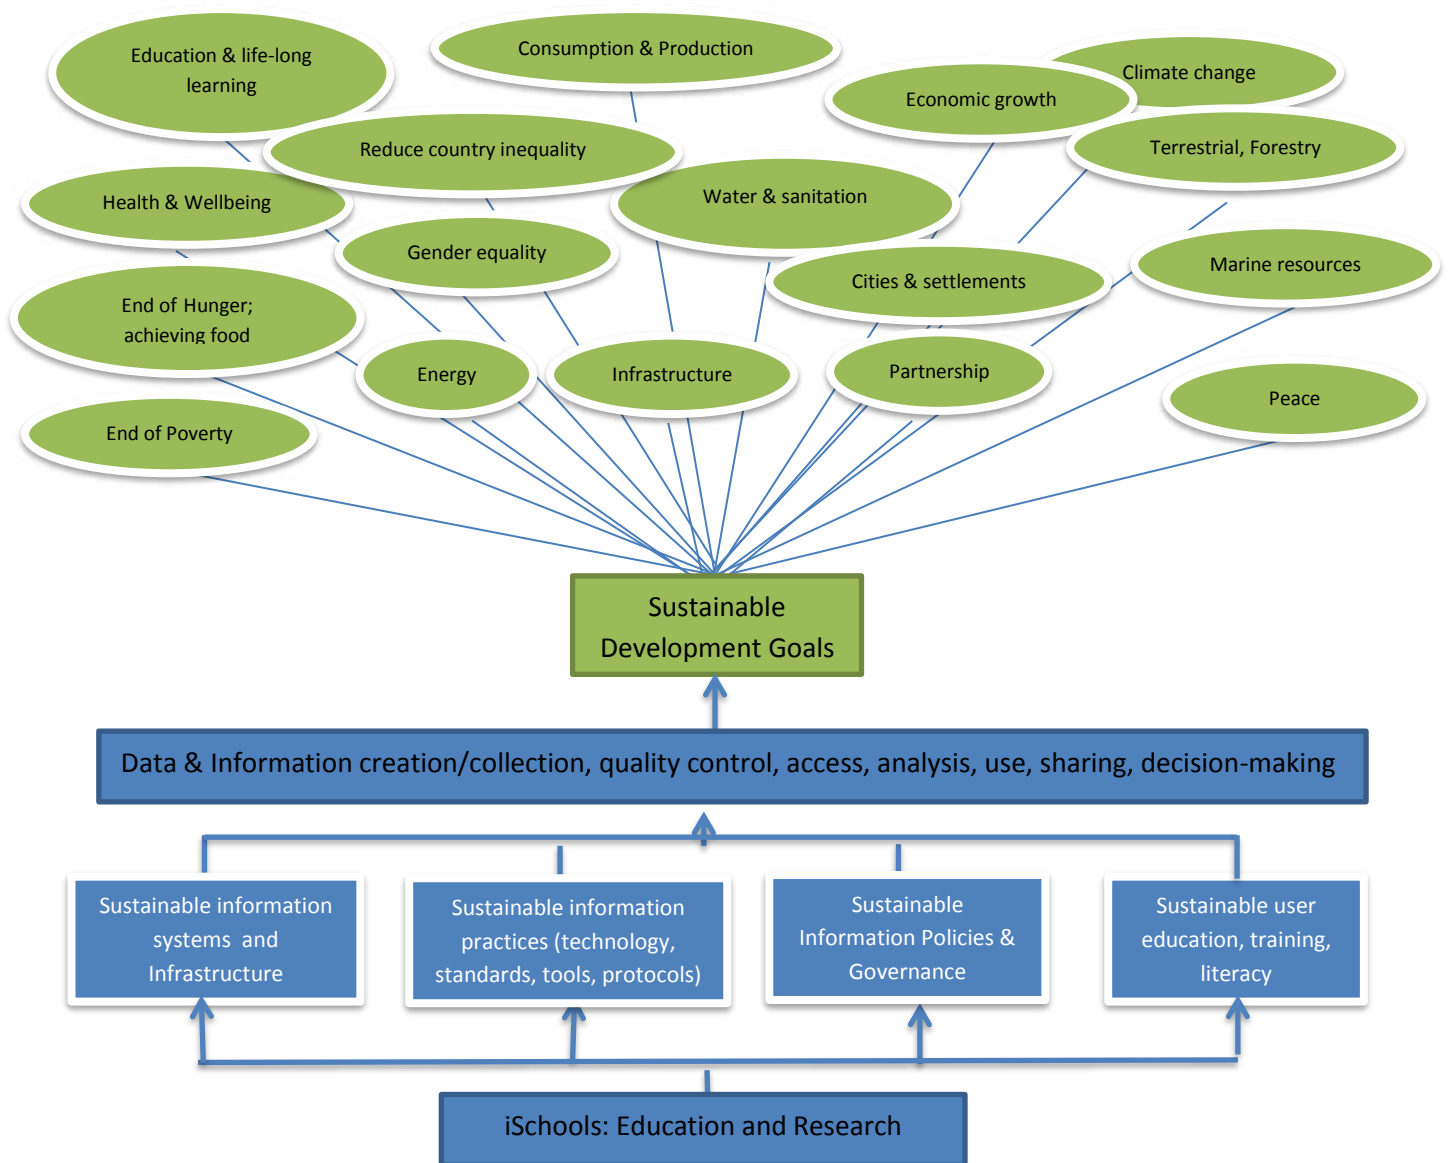 Education & life-long
learning
Consumption & Production
Climate change
Economic growth
Reduce country inequality
Terrestrial, Forestry
Health & Wellbeing
Water & sanitation
Gender equality
Marine resources
Cities & settlements
End of Hunger;
achieving food
Energy
Infrastructure
Partnership
Peace
End of Poverty
Sustainable
Development Goals
Data & Information creation/collection, quality control, access, analysis, use, sharing, decision-making
Sustainable information
systems and
Infrastructure
Sustainable information
practices (technology,
standards, tools, protocols)
Sustainable
Information Policies &
Governance
Sustainable user
education, training,
literacy
iSchools: Education and Research